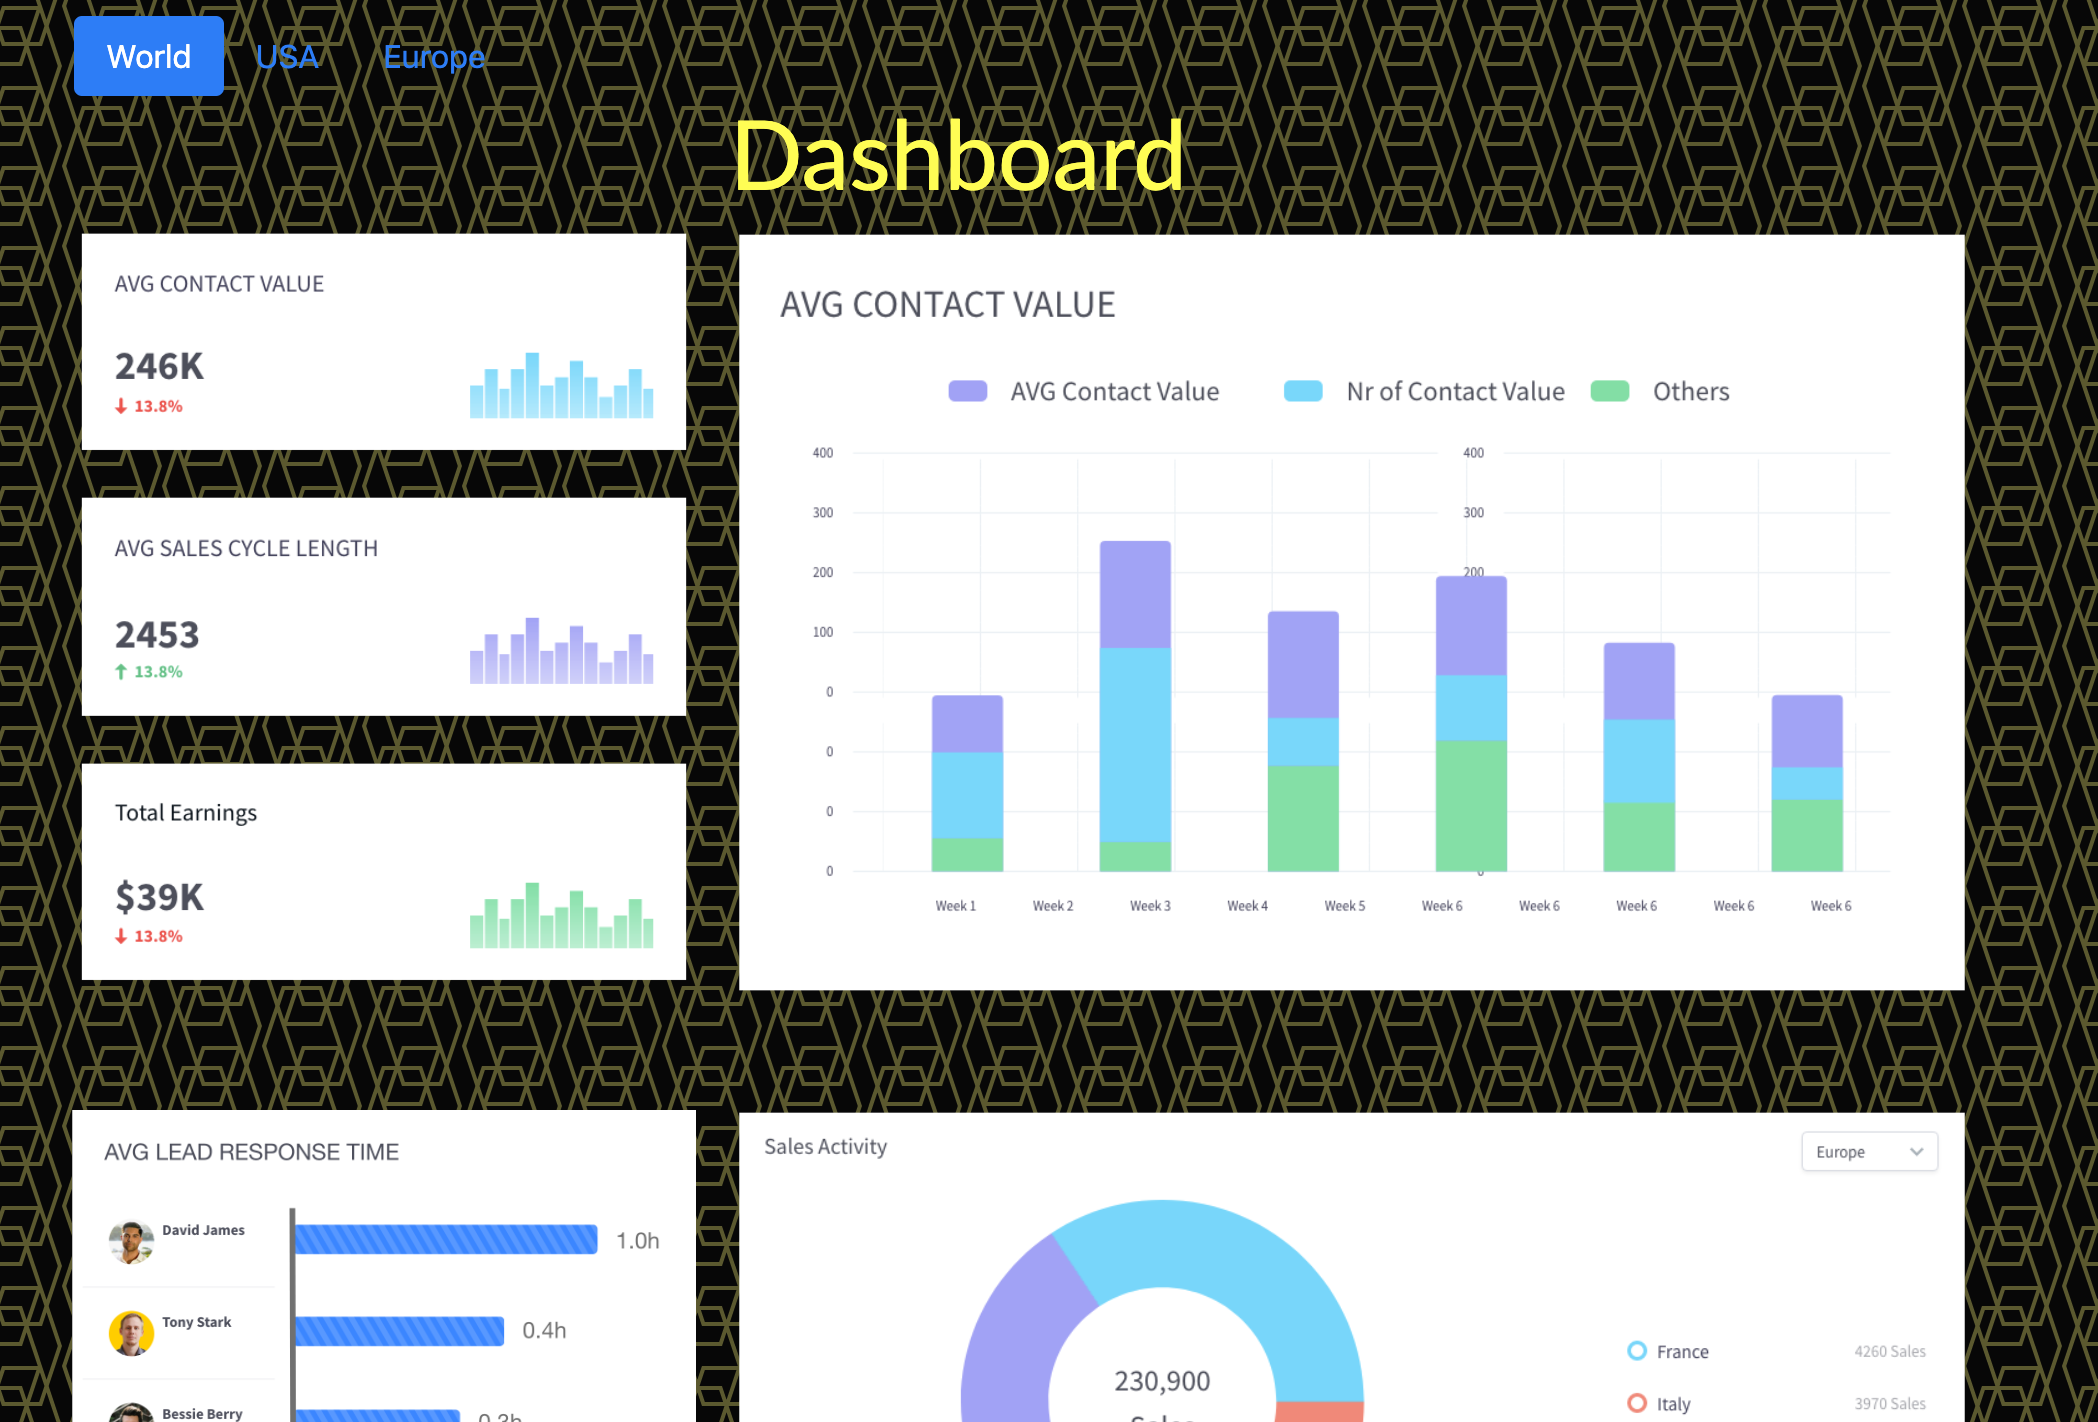 World USA Europe
Dashboard
AVG CONTACT VALUE
246K
13.8%
AVG SALES CYCLE LENGTH
2453
13.8%
Total Earnings
$39K
13.8%
AVG CONTACT VALUE
AVG Contact Value Nr of Contact Value Others
400 400
300 300
200 200
100
0
0
0
0
Week 1 Week 2 Week 3 Week 4 Week 5 Week 6 Week 6 Week 6 Week 6 Week 6
AVG LEAD RESPONSE TIME
David James 1.0h
Tony Stark 0.4h
Bessie Berry
Sales Activity
Europe
230,900
Sales
France 4260 Sales
Italy 3970 Sales